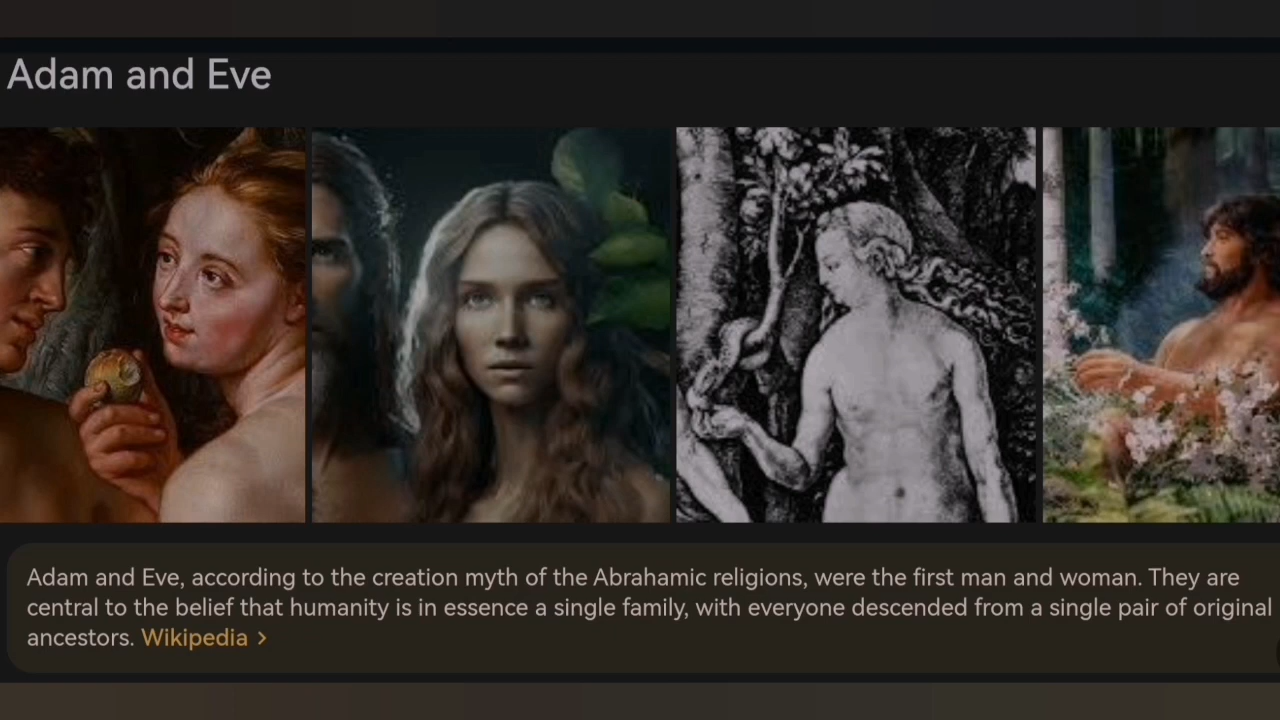 Adam and Eve
Adam and Eve, according to the creation myth of the Abrahamic religions, were the first man and woman. They are
central to the belief that humanity is in essence a single family, with everyone descended from a single pair of original
ancestors. Wikipedia >